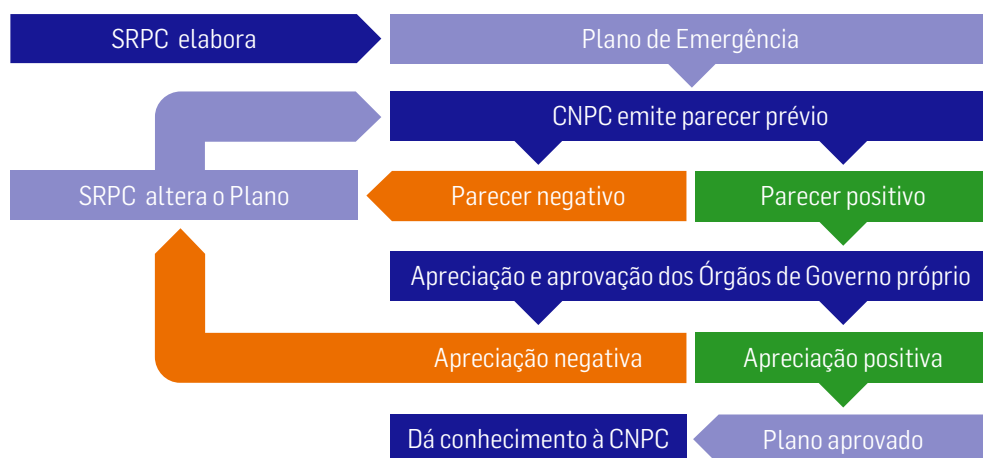 SRPC elabora
Plano de Emergência
CNPC emite parecer prévio
SRPC altera o Plano
Parecer negativo
Parecer positivo
Apreciação e aprovação dos Órgãos de Governo próprio
Apreciação negativa
Apreciação positiva
Dá conhecimento à CNPC
Plano aprovado